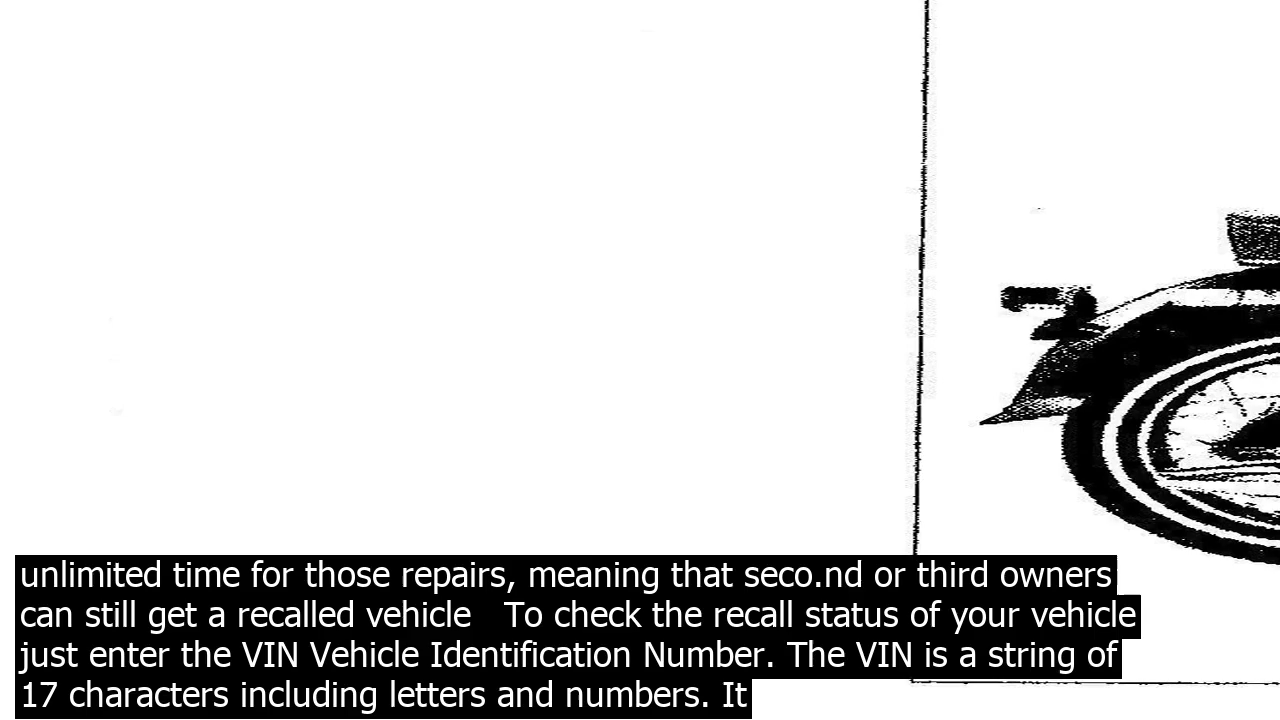 unlimited time for those repairs, meaning that seco.nd or third owners
can still get a recalled vehicle   To check the recall status of your vehicle
just enter the VIN Vehicle Identification Number. The VIN is a string of
17 characters including letters and numbers. It